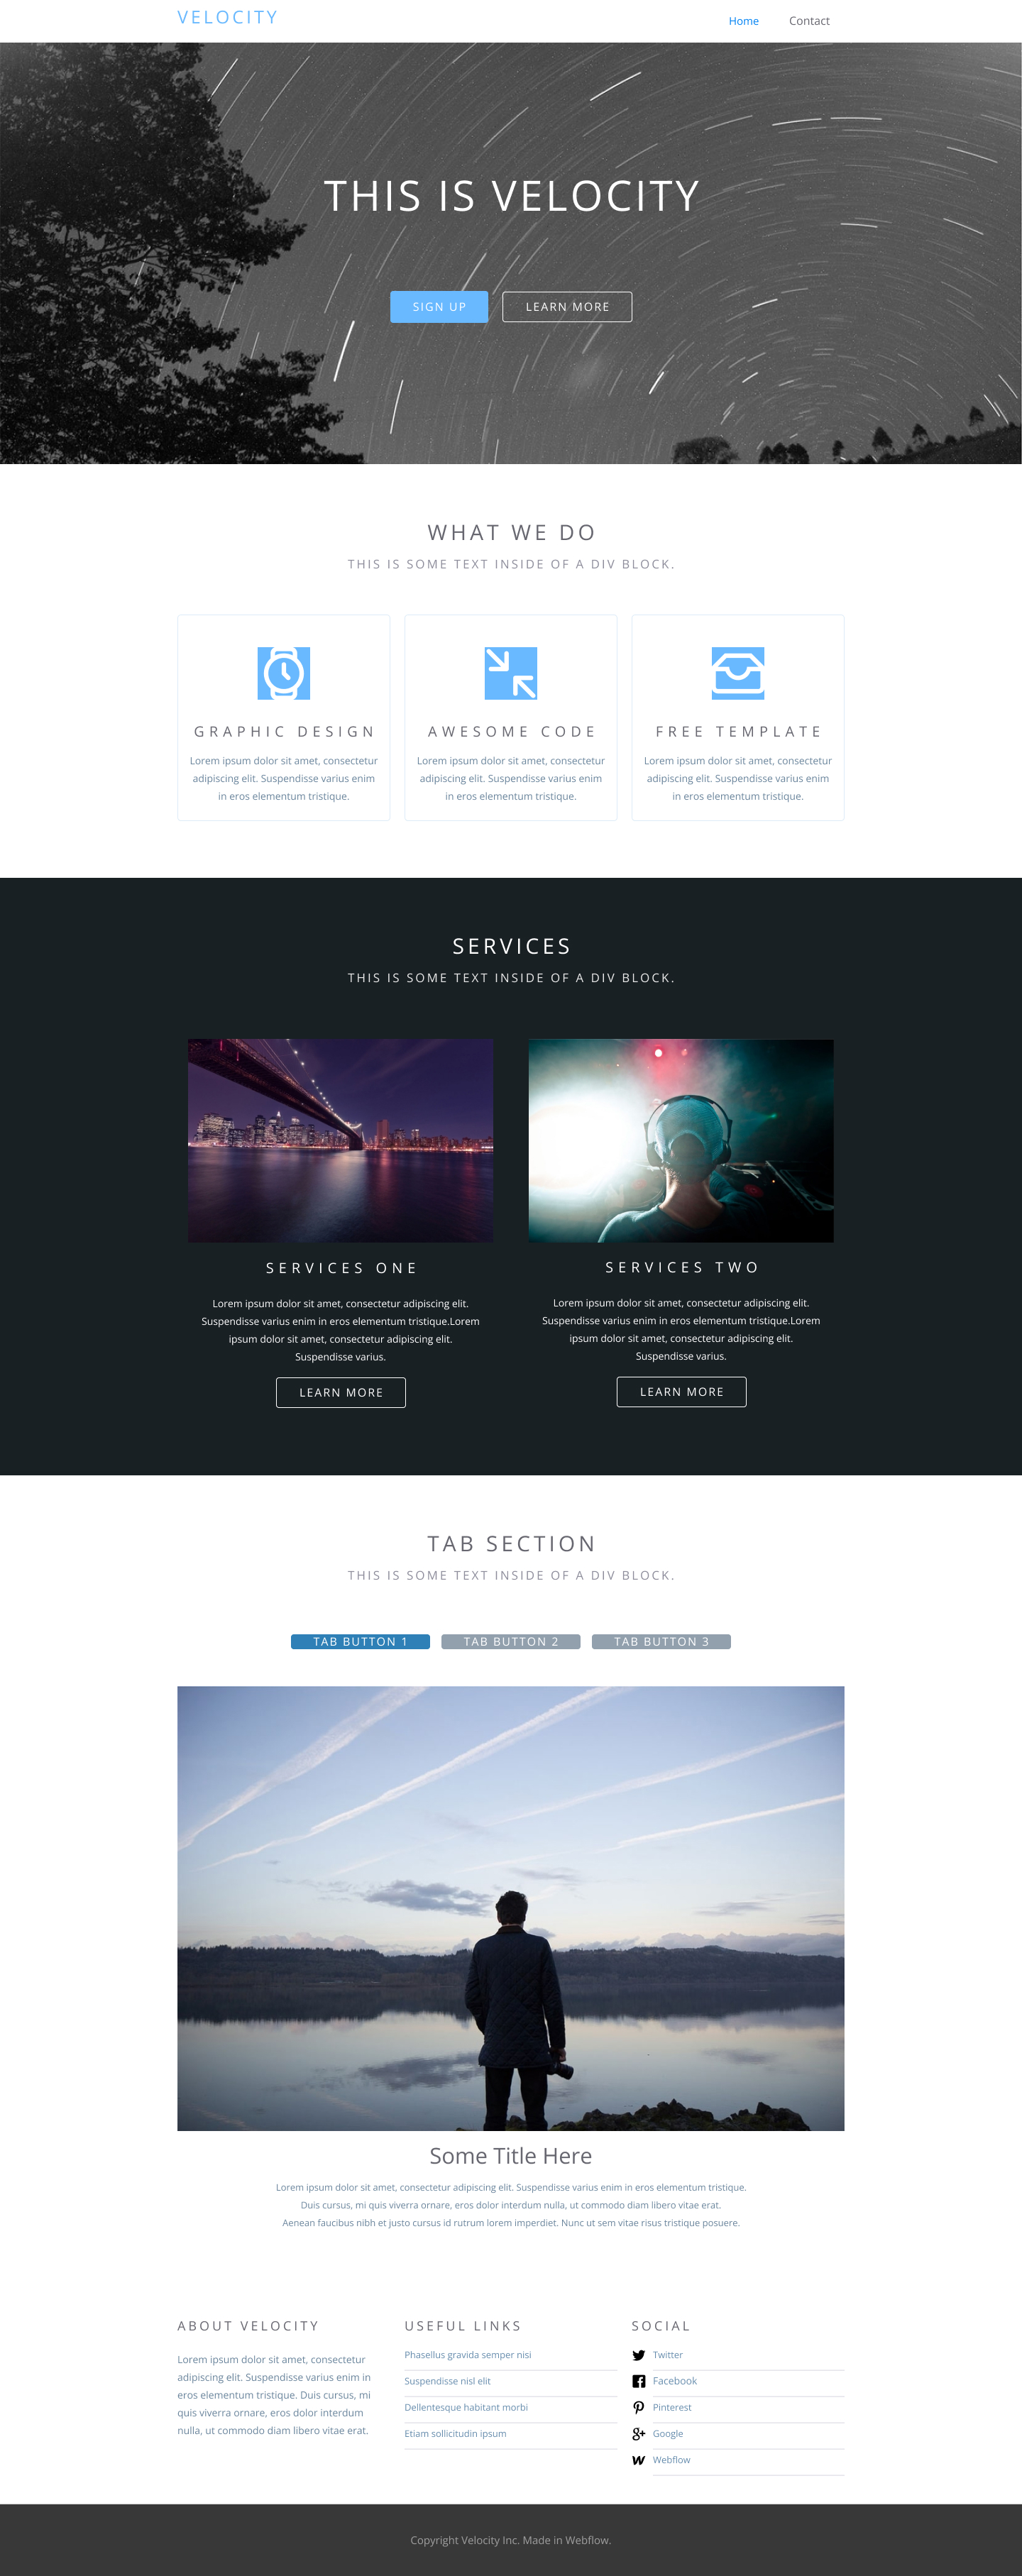 VELOCITY
Home
Contact
THIS IS VELOCITY
SIGN UP
LEARN MORE
WHAT WE DO
THIS IS SOME TEXT INSIDE OF A DIV BLOCK.
GRAPHIC DESIGN
Lorem ipsum dolor sit amet, consectetur
adipiscing elit. Suspendisse varius enim
in eros elementum tristique.
AWESOME CODE
Lorem ipsum dolor sit amet, consectetur
adipiscing elit. Suspendisse varius enim
in eros elementum tristique.
FREE TEMPLATE
Lorem ipsum dolor sit amet, consectetur
adipiscing elit. Suspendisse varius enim
in eros elementum tristique.
SERVICES
THIS IS SOME TEXT INSIDE OF A DIV BLOCK.
SERVICES ONE
Lorem ipsum dolor sit amet, consectetur adipiscing elit.
Suspendisse varius enim in eros elementum tristique.Lorem
ipsum dolor sit amet, consectetur adipiscing elit.
Suspendisse varius.
LEARN MORE
SERVICES TWO
Lorem ipsum dolor sit amet, consectetur adipiscing elit.
Suspendisse varius enim in eros elementum tristique.Lorem
ipsum dolor sit amet, consectetur adipiscing elit.
Suspendisse varius.
LEARN MORE
TAB SECTION
THIS IS SOME TEXT INSIDE OF A DIV BLOCK.
TAB BUTTON 1
TAB BUTTON 2
TAB BUTTON 3
Some Title Here
Lorem ipsum dolor sit amet, consectetur adipiscing elit. Suspendisse varius enim in eros elementum tristique.
Duis cursus, mi quis viverra ornare, eros dolor interdum nulla, ut commodo diam libero vitae erat.
Aenean faucibus nibh et justo cursus id rutrum lorem imperdiet. Nunc ut sem vitae risus tristique posuere.
ABOUT VELOCITY
Lorem ipsum dolor sit amet, consectetur
adipiscing elit. Suspendisse varius enim in
eros elementum tristique. Duis cursus, mi
quis viverra ornare, eros dolor interdum
nulla, ut commodo diam libero vitae erat.
USEFUL LINKS
Phasellus gravida semper nisi
Suspendisse nisl elit
Dellentesque habitant morbi
Etiam sollicitudin ipsum
SOCIAL
Twitter
Facebook
Pinterest
Google
Webflow
Copyright Velocity Inc. Made in Webflow.